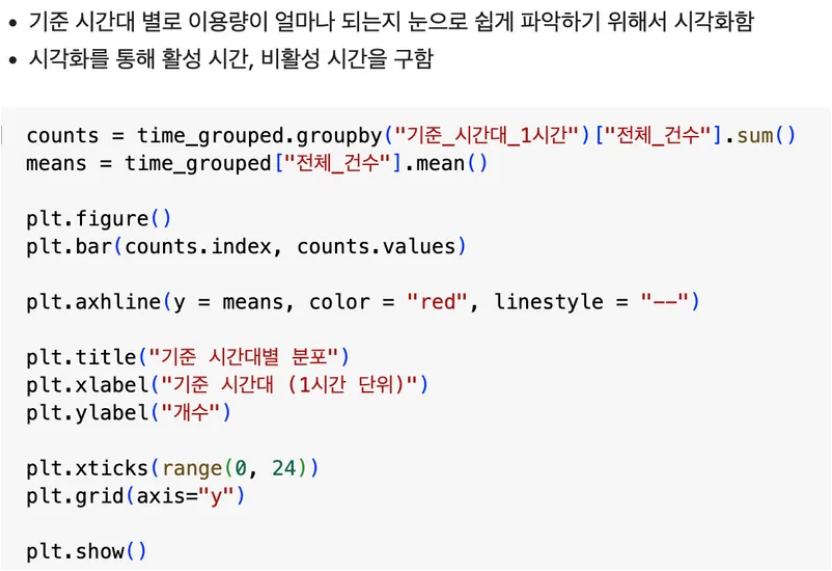 • 기준 시간대 별로 이용량이 얼마나 되는지 눈으로 쉽게 파악하기 위해서 시각화함
• 시각화를 통해 활성 시간, 비활성 시간을 구함
counts = time_grouped.groupby("기준_시간대_1시간")["전체_건수"].sum()
means = time_grouped["전체_건수"].mean()
plt.figure()
plt.bar(counts.index, counts.values)
plt.axhline(y = means, color = "red", linestyle = "--")
plt.title("기준 시간대별 분포")
plt.xlabel("기준 시간대 (1시간 단위)")
plt.ylabel("개수")
plt.xticks(range(0, 24))
plt.grid(axis="y")
plt.show()